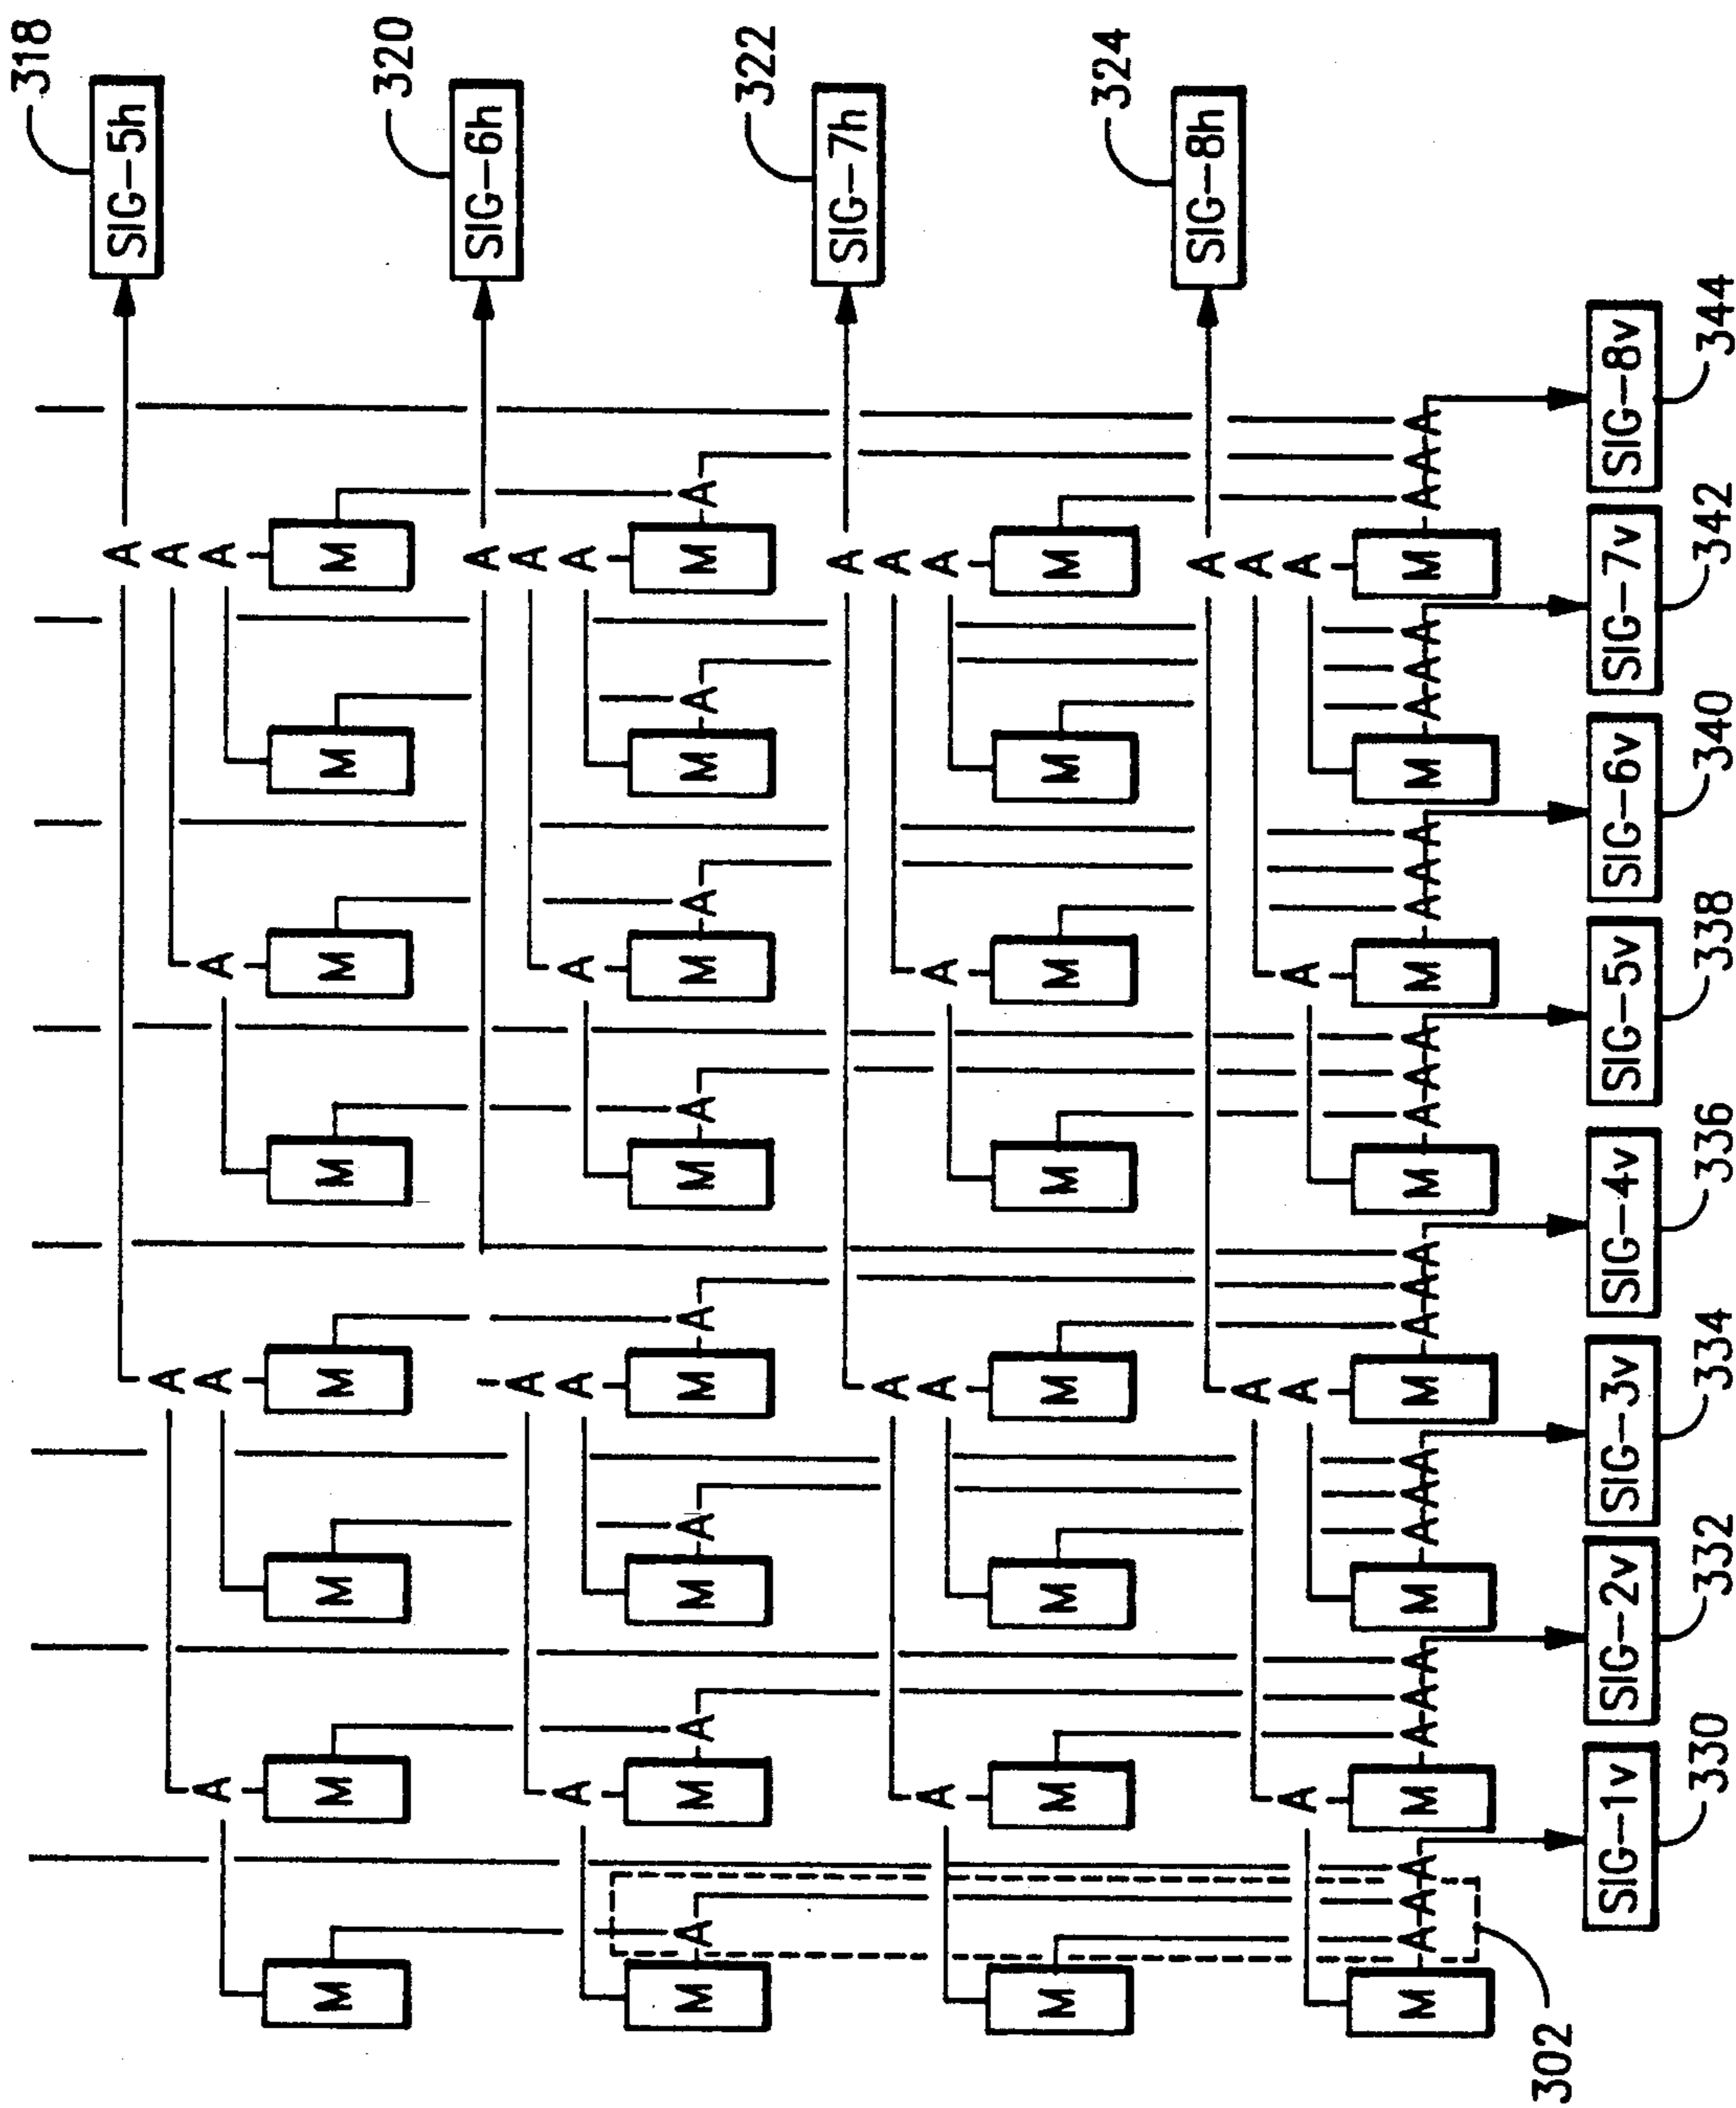 318
A SIG-5h
A A
A A A A
M M M M M M M M
320
A SIG-6h
A A
A A A A
M A M A M A M A M A M A M A M A
322
A SIG-7h
A A
A A A A
M M M M M M M M
324
A SIG-8h
A A
A A A A
M A A A M A A A M A A A M A A A M A A A M A A A M A A A M A A A
302
SIG-1v SIG-2v SIG-3v SIG-4v SIG-5v SIG-6v SIG-7v SIG-8v
330 332 334 336 338 340 342 344